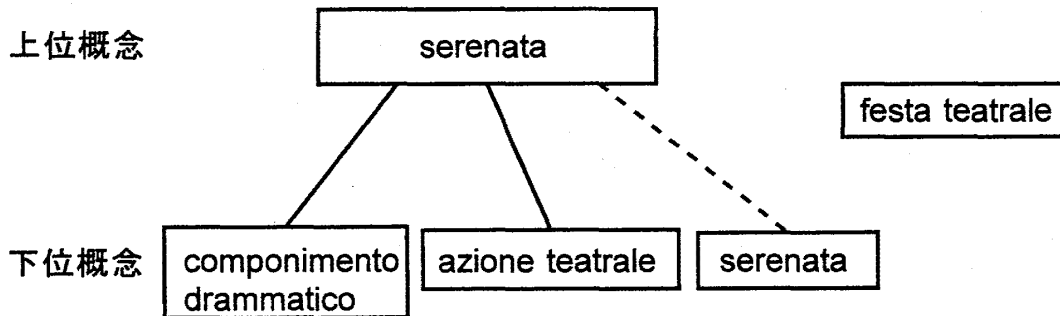 上位概念
serenata
festa teatrale
下位概念
componimento
drammatico
azione teatrale
serenata